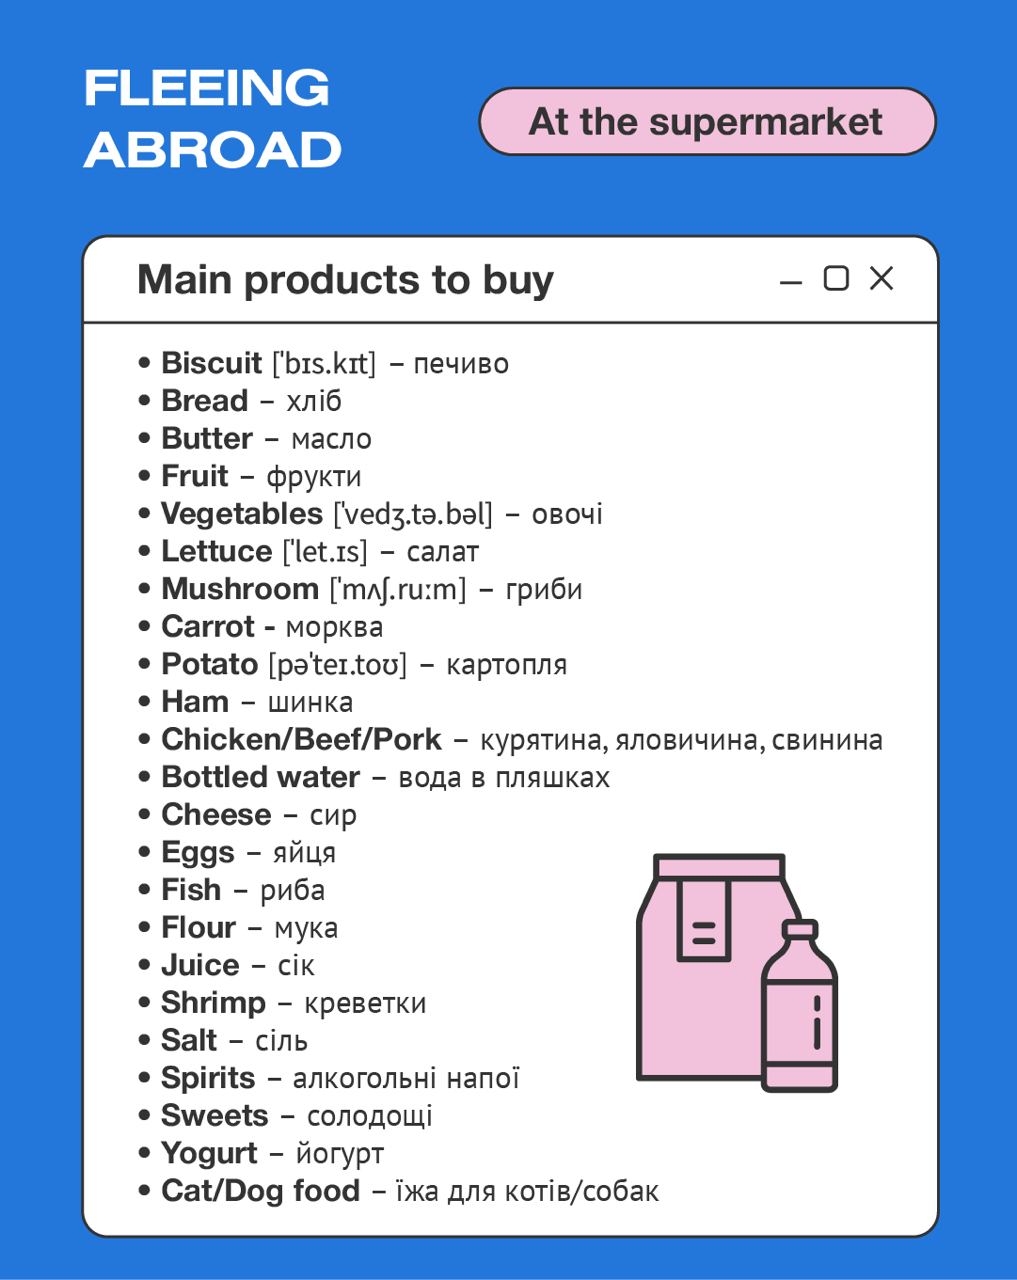 FLEEING
ABROAD
At the supermarket
Main products to buy
• Biscuit [ˈbɪs.kɪt] – печиво
• Bread – хліб
• Butter – масло
• Fruit – фрукти
• Vegetables [ˈvedʒ.tə.bəl] – овочі
• Lettuce [ˈlet.ɪs] – салат
• Mushroom [ˈmʌʃ.ruːm] – гриби
• Carrot - морква
• Potato [pəˈteɪ.toʊ] – картопля
• Ham – шинка
• Chicken/Beef/Pork – курятина, яловичина, свинина
• Bottled water – вода в пляшках
• Cheese – сир
• Eggs – яйця
• Fish – риба
• Flour – мука
• Juice – сік
• Shrimp – креветки
• Salt – сіль
• Spirits – алкогольні напої
• Sweets – солодощі
• Yogurt – йогурт
• Cat/Dog food – їжа для котів/собак